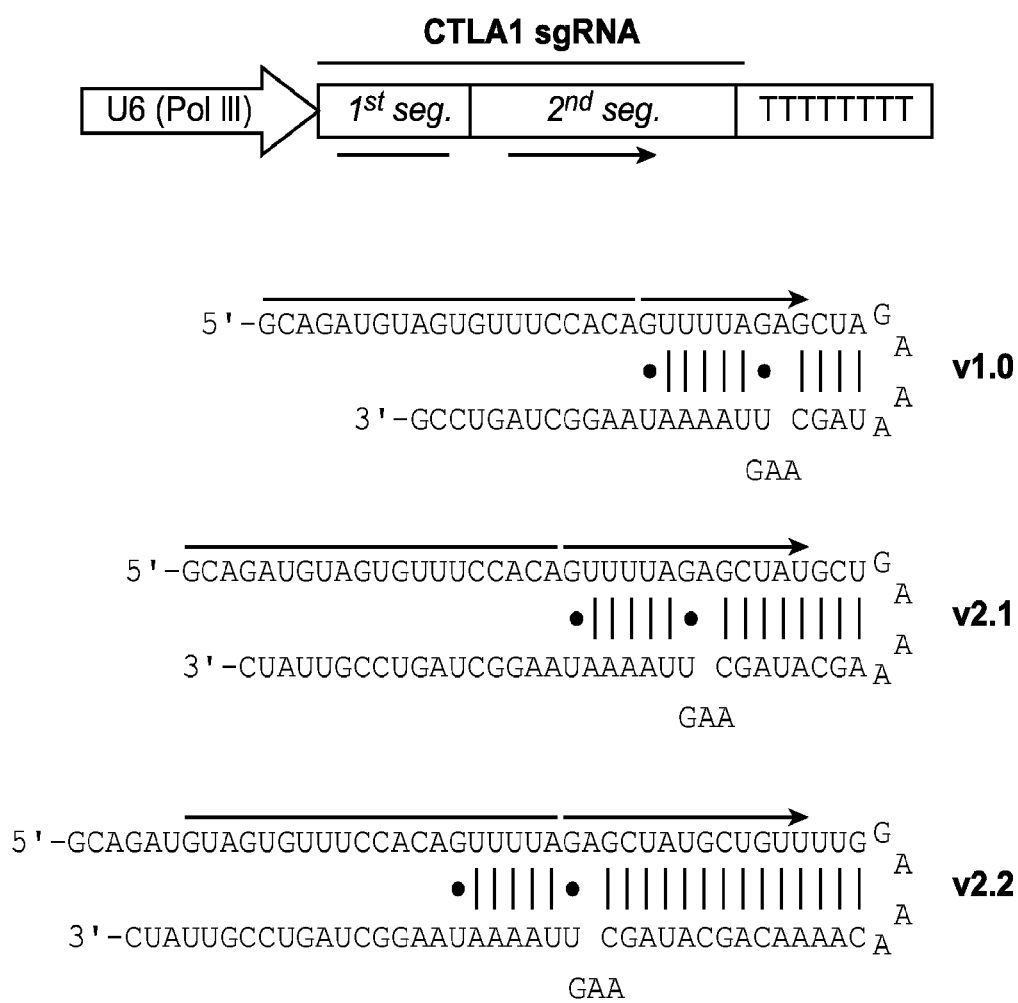 CTLA1 sgRNA
U6 (Pol III) 1st seg. 2nd seg. TTTTTTTT
5'-GCAGAUGUAGUGUUUCCACAGUUUUAGAGCUA G
A
v1.0
A
3'-GCCUGAUCGGAAUAAAAUU CGAU A
GAA
5'-GCAGAUGUAGUGUUUCCACAGUUUUAGAGCUAUGCU G
A
v2.1
A
3'-CUAUUGCCUGAUCGGAAUAAAAUU CGAUACGA A
GAA
5'-GCAGAUGUAGUGUUUCCACAGUUUUAGAGCUAUGCUGUUUUG G
A
v2.2
A
3'-CUAUUGCCUGAUCGGAAUAAAAUU CGAUACGACAAAAC A
GAA